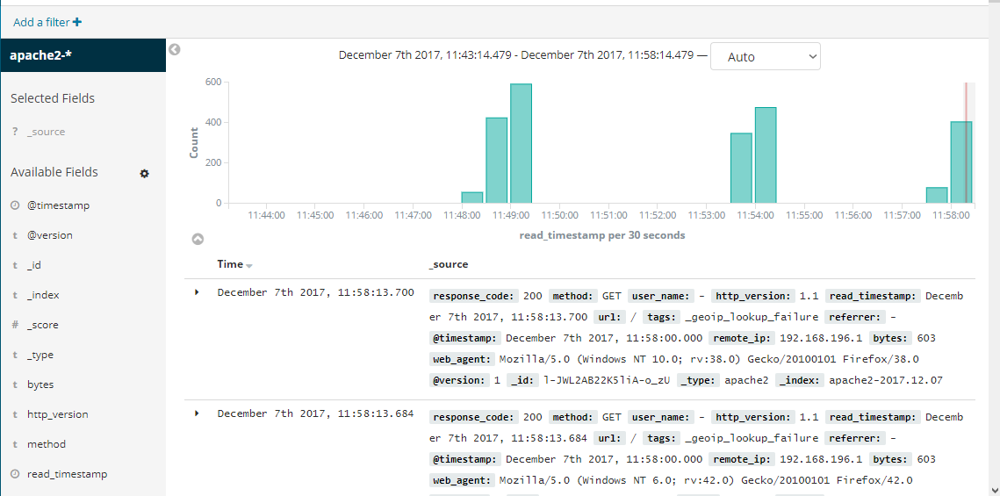 Add a filter +
apache2-*
Selected Fields
? _source
Available Fields
@timestamp
t @version
t _id
t _index
# _score
t _type
t bytes
t http_version
t method
read_timestamp
December 7th 2017, 11:43:14.479 - December 7th 2017, 11:58:14.479 — Auto
Count
600
400
200
0
11:44:00 11:45:00 11:46:00 11:47:00 11:48:00 11:49:00 11:50:00 11:51:00 11:52:00 11:53:00 11:54:00 11:55:00 11:56:00 11:57:00 11:58:00
read_timestamp per 30 seconds
Time _source
December 7th 2017, 11:58:13.700 response_code: 200 method: GET user_name: - http_version: 1.1 read_timestamp: Decemb
er 7th 2017, 11:58:13.700 url: / tags: _geoip_lookup_failure referrer: -
@timestamp: December 7th 2017, 11:58:00.000 remote_ip: 192.168.196.1 bytes: 603
web_agent: Mozilla/5.0 (Windows NT 10.0; rv:38.0) Gecko/20100101 Firefox/38.0
@version: 1 _id: l-JWL2AB22K5liA-o_zU _type: apache2 _index: apache2-2017.12.07
December 7th 2017, 11:58:13.684 response_code: 200 method: GET user_name: - http_version: 1.1 read_timestamp: Decemb
er 7th 2017, 11:58:13.684 url: / tags: _geoip_lookup_failure referrer: -
@timestamp: December 7th 2017, 11:58:00.000 remote_ip: 192.168.196.1 bytes: 603
web_agent: Mozilla/5.0 (Windows NT 6.0; rv:42.0) Gecko/20100101 Firefox/42.0